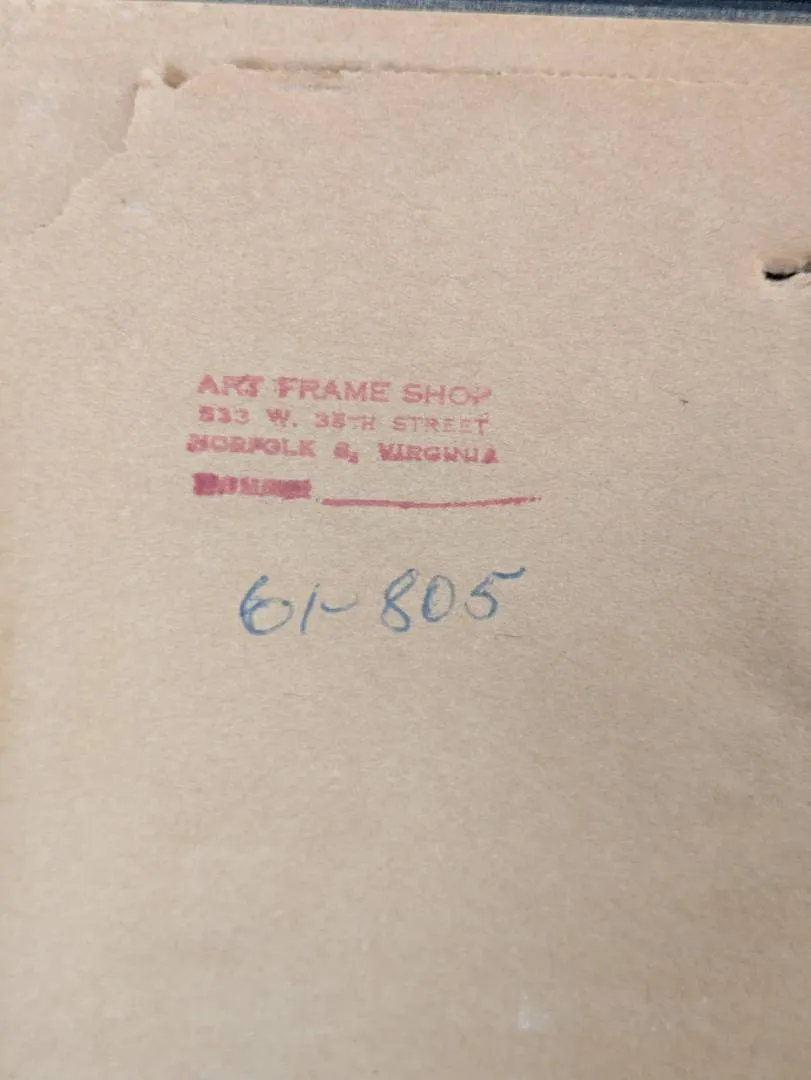 ART FRAME SHOP
533 W. 35TH STREET
NORFOLK 8, VIRGINIA
61-805